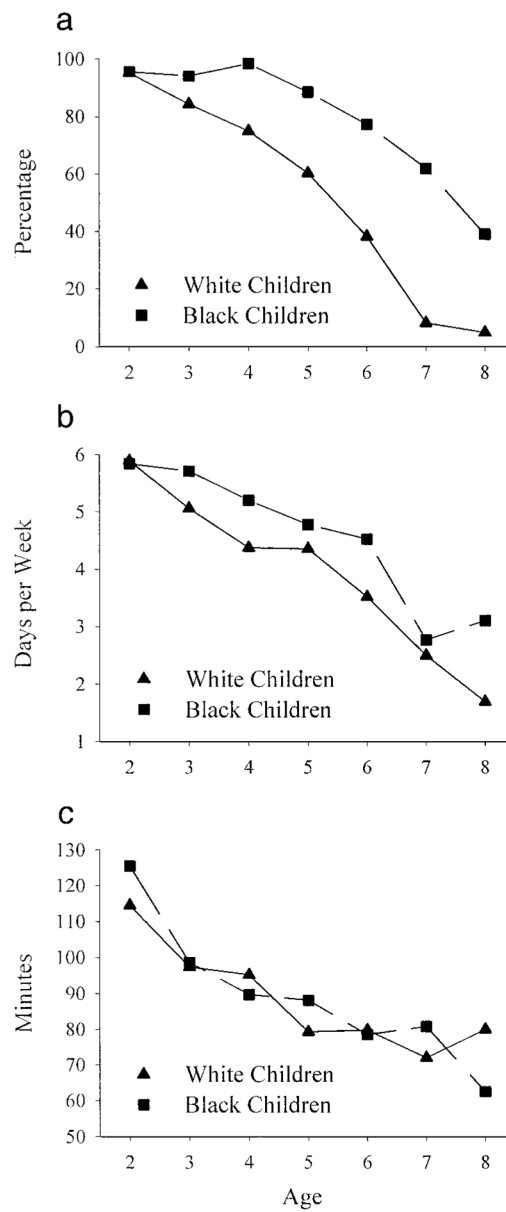 a
100
80
60
40
20
0
Percentage
White Children
Black Children
2 3 4 5 6 7 8
b
6
5
4
3
2
1
Days per Week
White Children
Black Children
2 3 4 5 6 7 8
c
130
120
110
100
90
80
70
60
50
Minutes
White Children
Black Children
2 3 4 5 6 7 8
Age